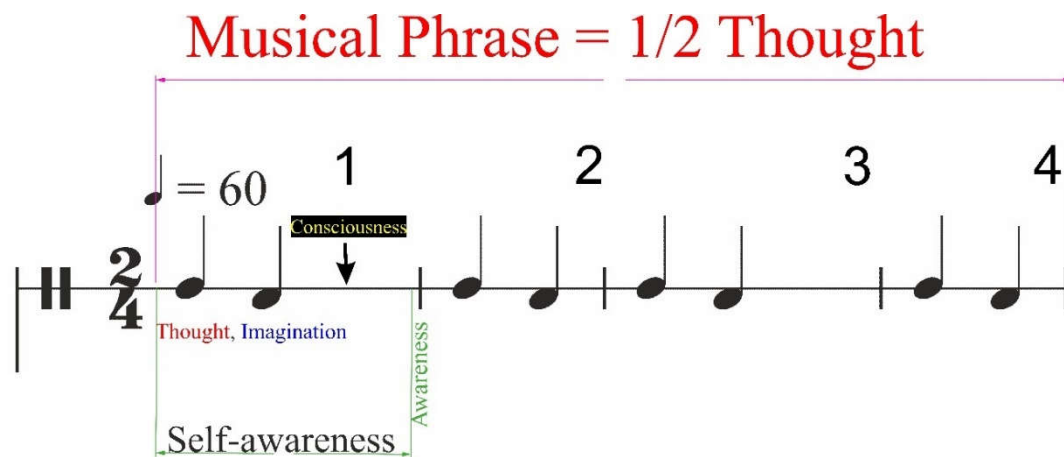 Musical Phrase = 1/2 Thought
1 2 3 4
= 60
Consciousness
2
4
Thought, Imagination
Awareness
Self-awareness